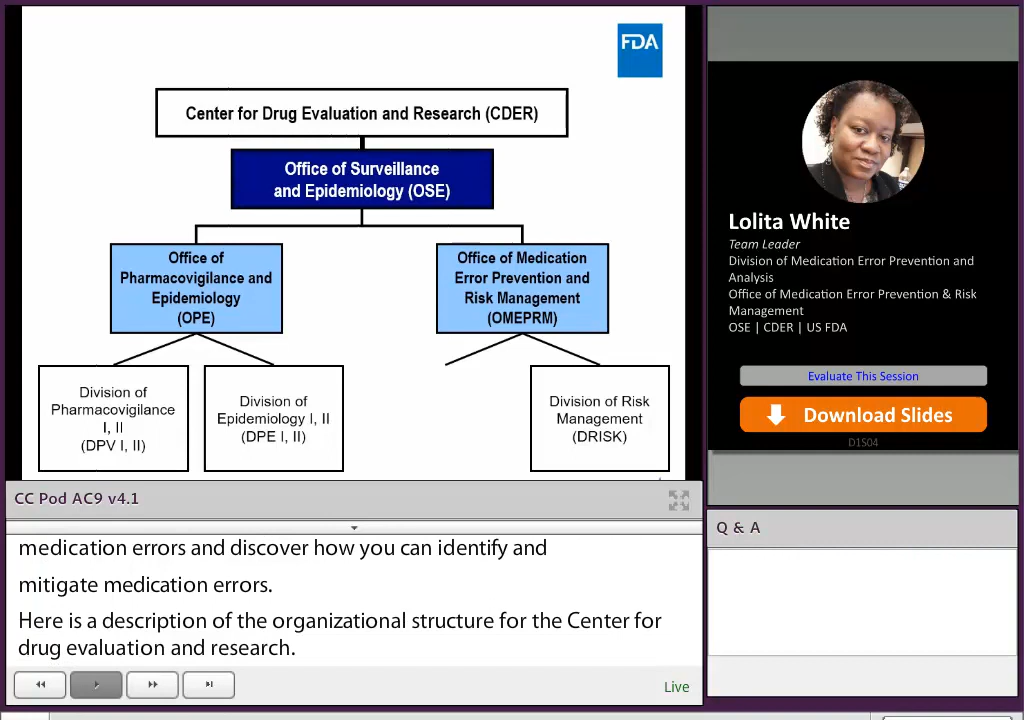 FDA
Center for Drug Evaluation and Research (CDER)
Office of Surveillance
and Epidemiology (OSE)
Office of
Pharmacovigilance and
Epidemiology
(OPE)
Office of Medication
Error Prevention and
Risk Management
(OMEPRM)
Division of
Pharmacovigilance
I, II
(DPV I, II)
Division of
Epidemiology I, II
(DPE I, II)
Division of Risk
Management
(DRISK)
Lolita White
Team Leader
Division of Medication Error Prevention and
Analysis
Office of Medication Error Prevention & Risk
Management
OSE | CDER | US FDA
Evaluate This Session
Download Slides
D1S04
CC Pod AC9 v4.1
medication errors and discover how you can identify and
mitigate medication errors.
Here is a description of the organizational structure for the Center for
drug evaluation and research.
Live
Q & A